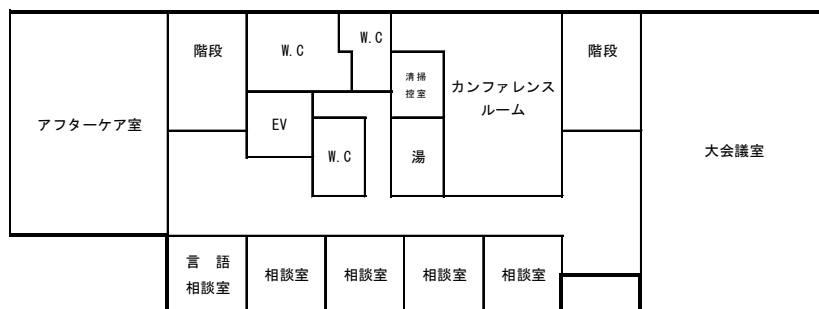 階段
W.C
W.C
階段
清掃
控室
カンファレンス
ルーム
アフターケア室
EV
W.C
湯
大会議室
言 語
相談室
相談室
相談室
相談室
相談室